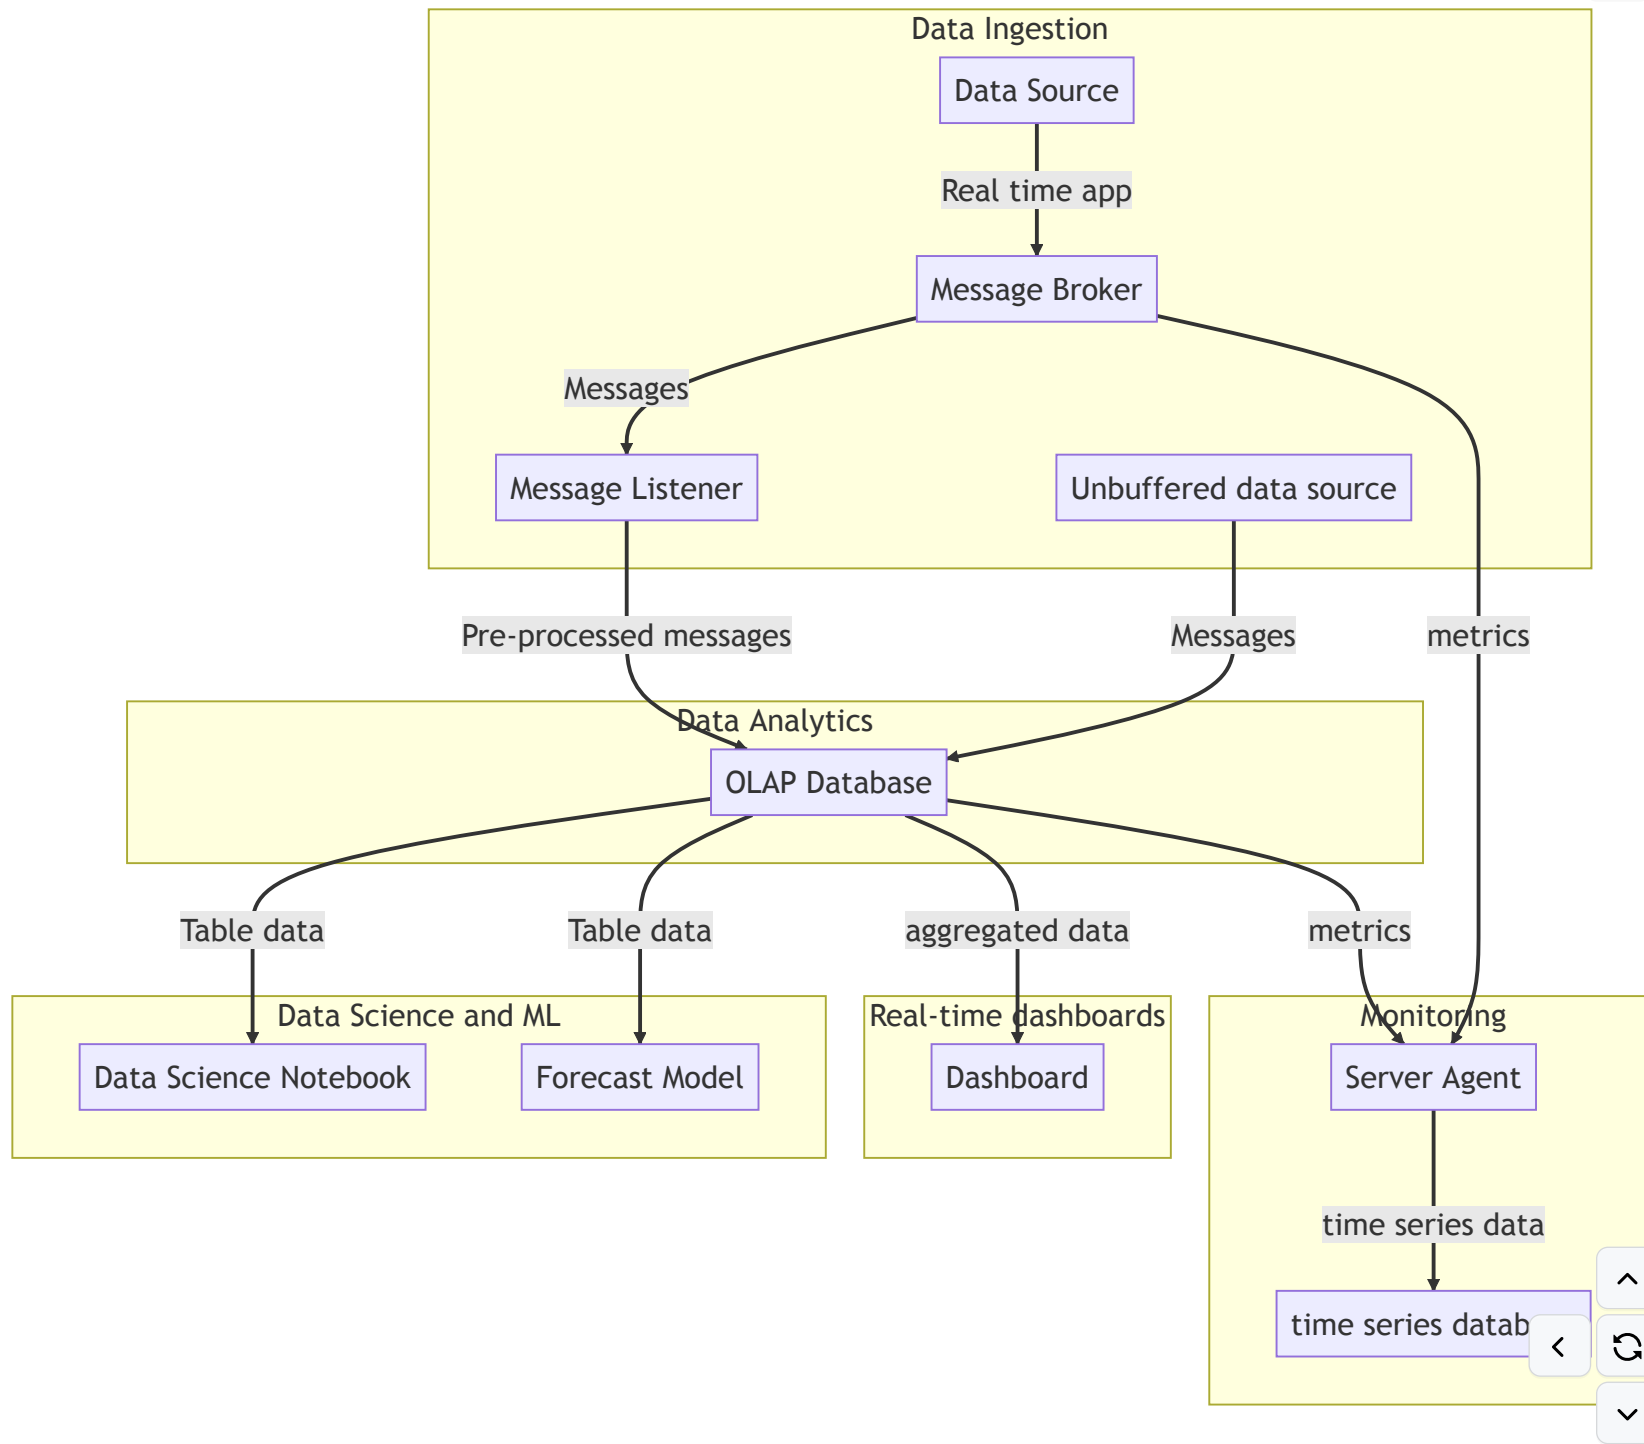 Data Ingestion
Data Source
Real time app
Message Broker
Messages
Message Listener
Unbuffered data source
Pre-processed messages
Messages
metrics
Data Analytics
OLAP Database
Table data
Table data
aggregated data
metrics
Data Science and ML
Real-time dashboards
Monitoring
Data Science Notebook
Forecast Model
Dashboard
Server Agent
time series data
time series